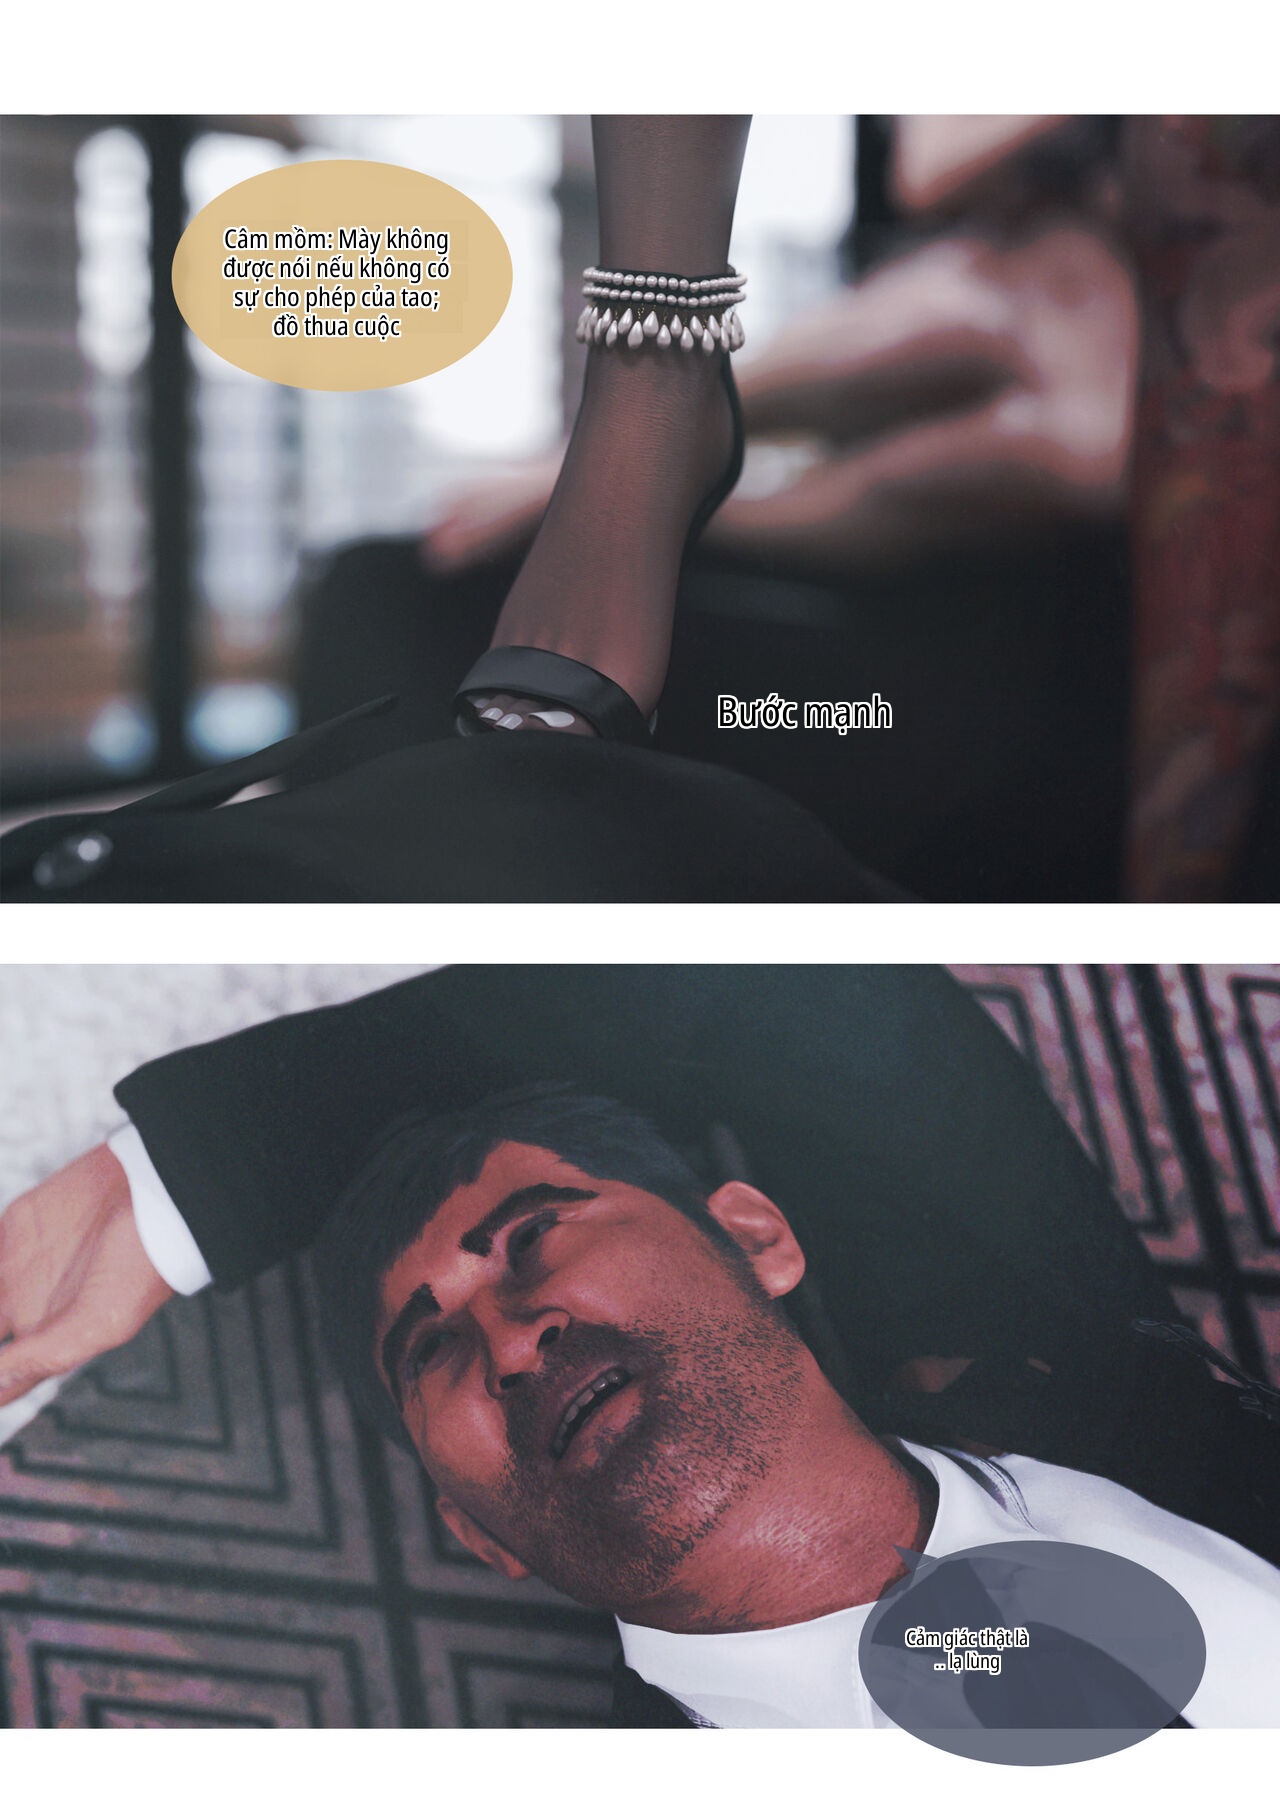 Câm mồm: Mày không
được nói nếu không có
sự cho phép của tao;
đồ thua cuộc
Bước mạnh
Cảm giác thật là
.. lạ lùng